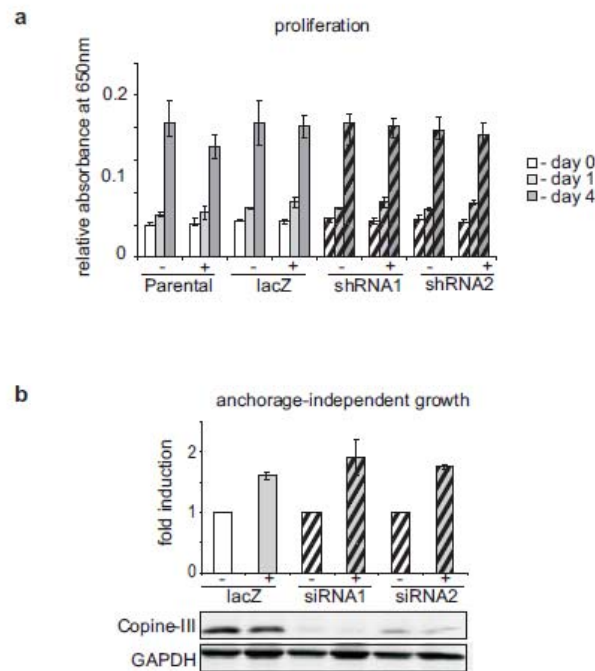 a
proliferation
relative absorbance at 650nm
0.2
0.1
0
- day 0
- day 1
- day 4
- + - + - + - +
Parental lacZ shRNA1 shRNA2
b
anchorage-independent growth
fold induction
2
1
0
- + - + - +
lacZ siRNA1 siRNA2
Copine-III
GAPDH